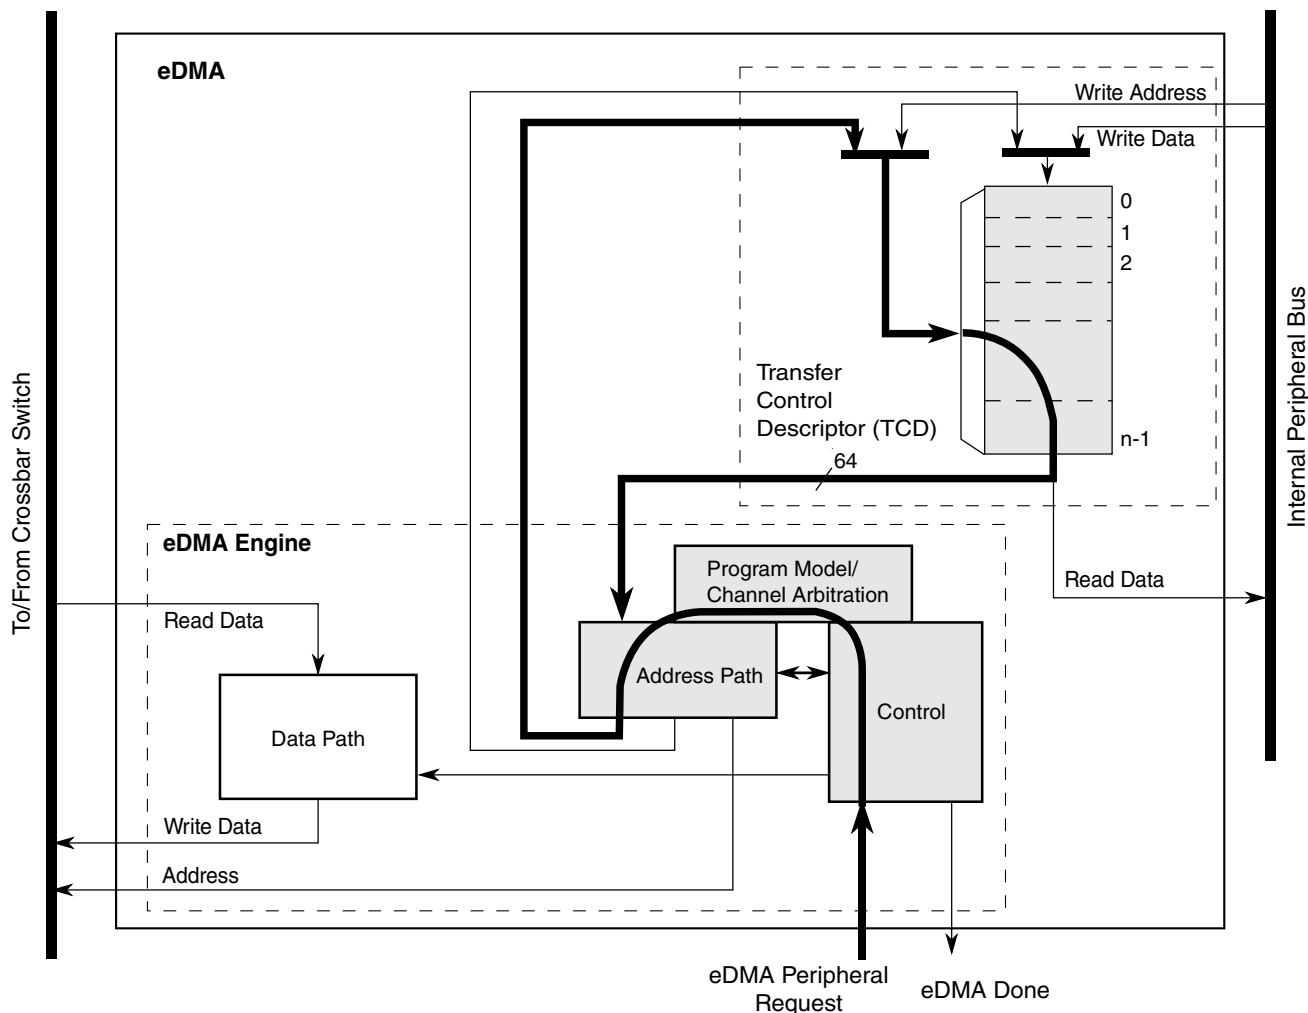 eDMA
Write Address
Write Data
0
1
2
n-1
Transfer
Control
Descriptor (TCD)
64
To/From Crossbar Switch
Internal Peripheral Bus
eDMA Engine
Program Model/
Channel Arbitration
Read Data
Read Data
Address Path
Control
Data Path
Write Data
Address
eDMA Peripheral
Request
eDMA Done